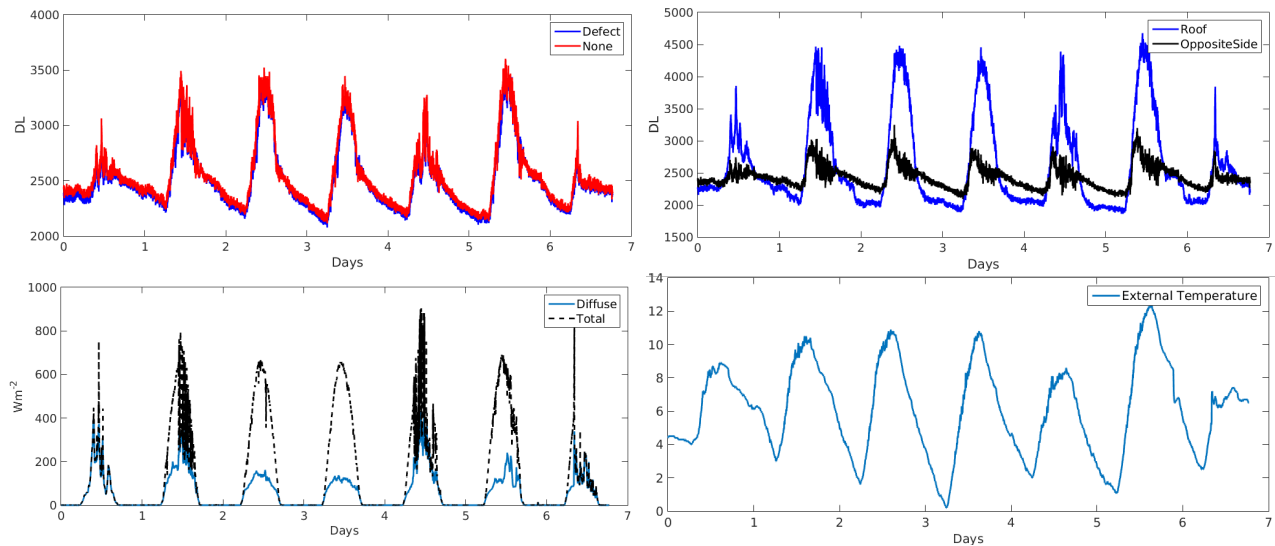 4000
3500
3000
2500
2000
DL
0 1 2 3 4 5 6 7
Days
Defect
None
5000
4500
4000
3500
3000
2500
2000
1500
DL
0 1 2 3 4 5 6 7
Days
Roof
OppositeSide
1000
800
600
400
200
0
Wm-2
0 1 2 3 4 5 6 7
Days
Diffuse
Total
14
12
10
8
6
4
2
0
0 1 2 3 4 5 6 7
Days
External Temperature